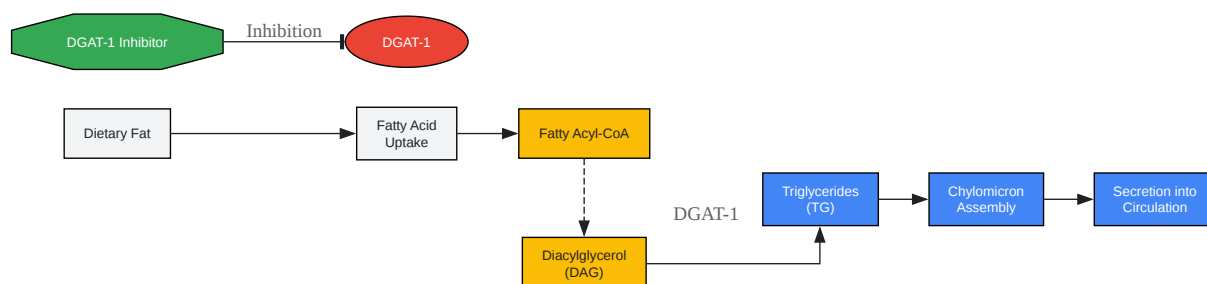 DGAT-1 Inhibitor
Inhibition
DGAT-1
Dietary Fat
Fatty Acid
Uptake
Fatty Acyl-CoA
Diacylglycerol
(DAG)
DGAT-1
Triglycerides
(TG)
Chylomicron
Assembly
Secretion into
Circulation